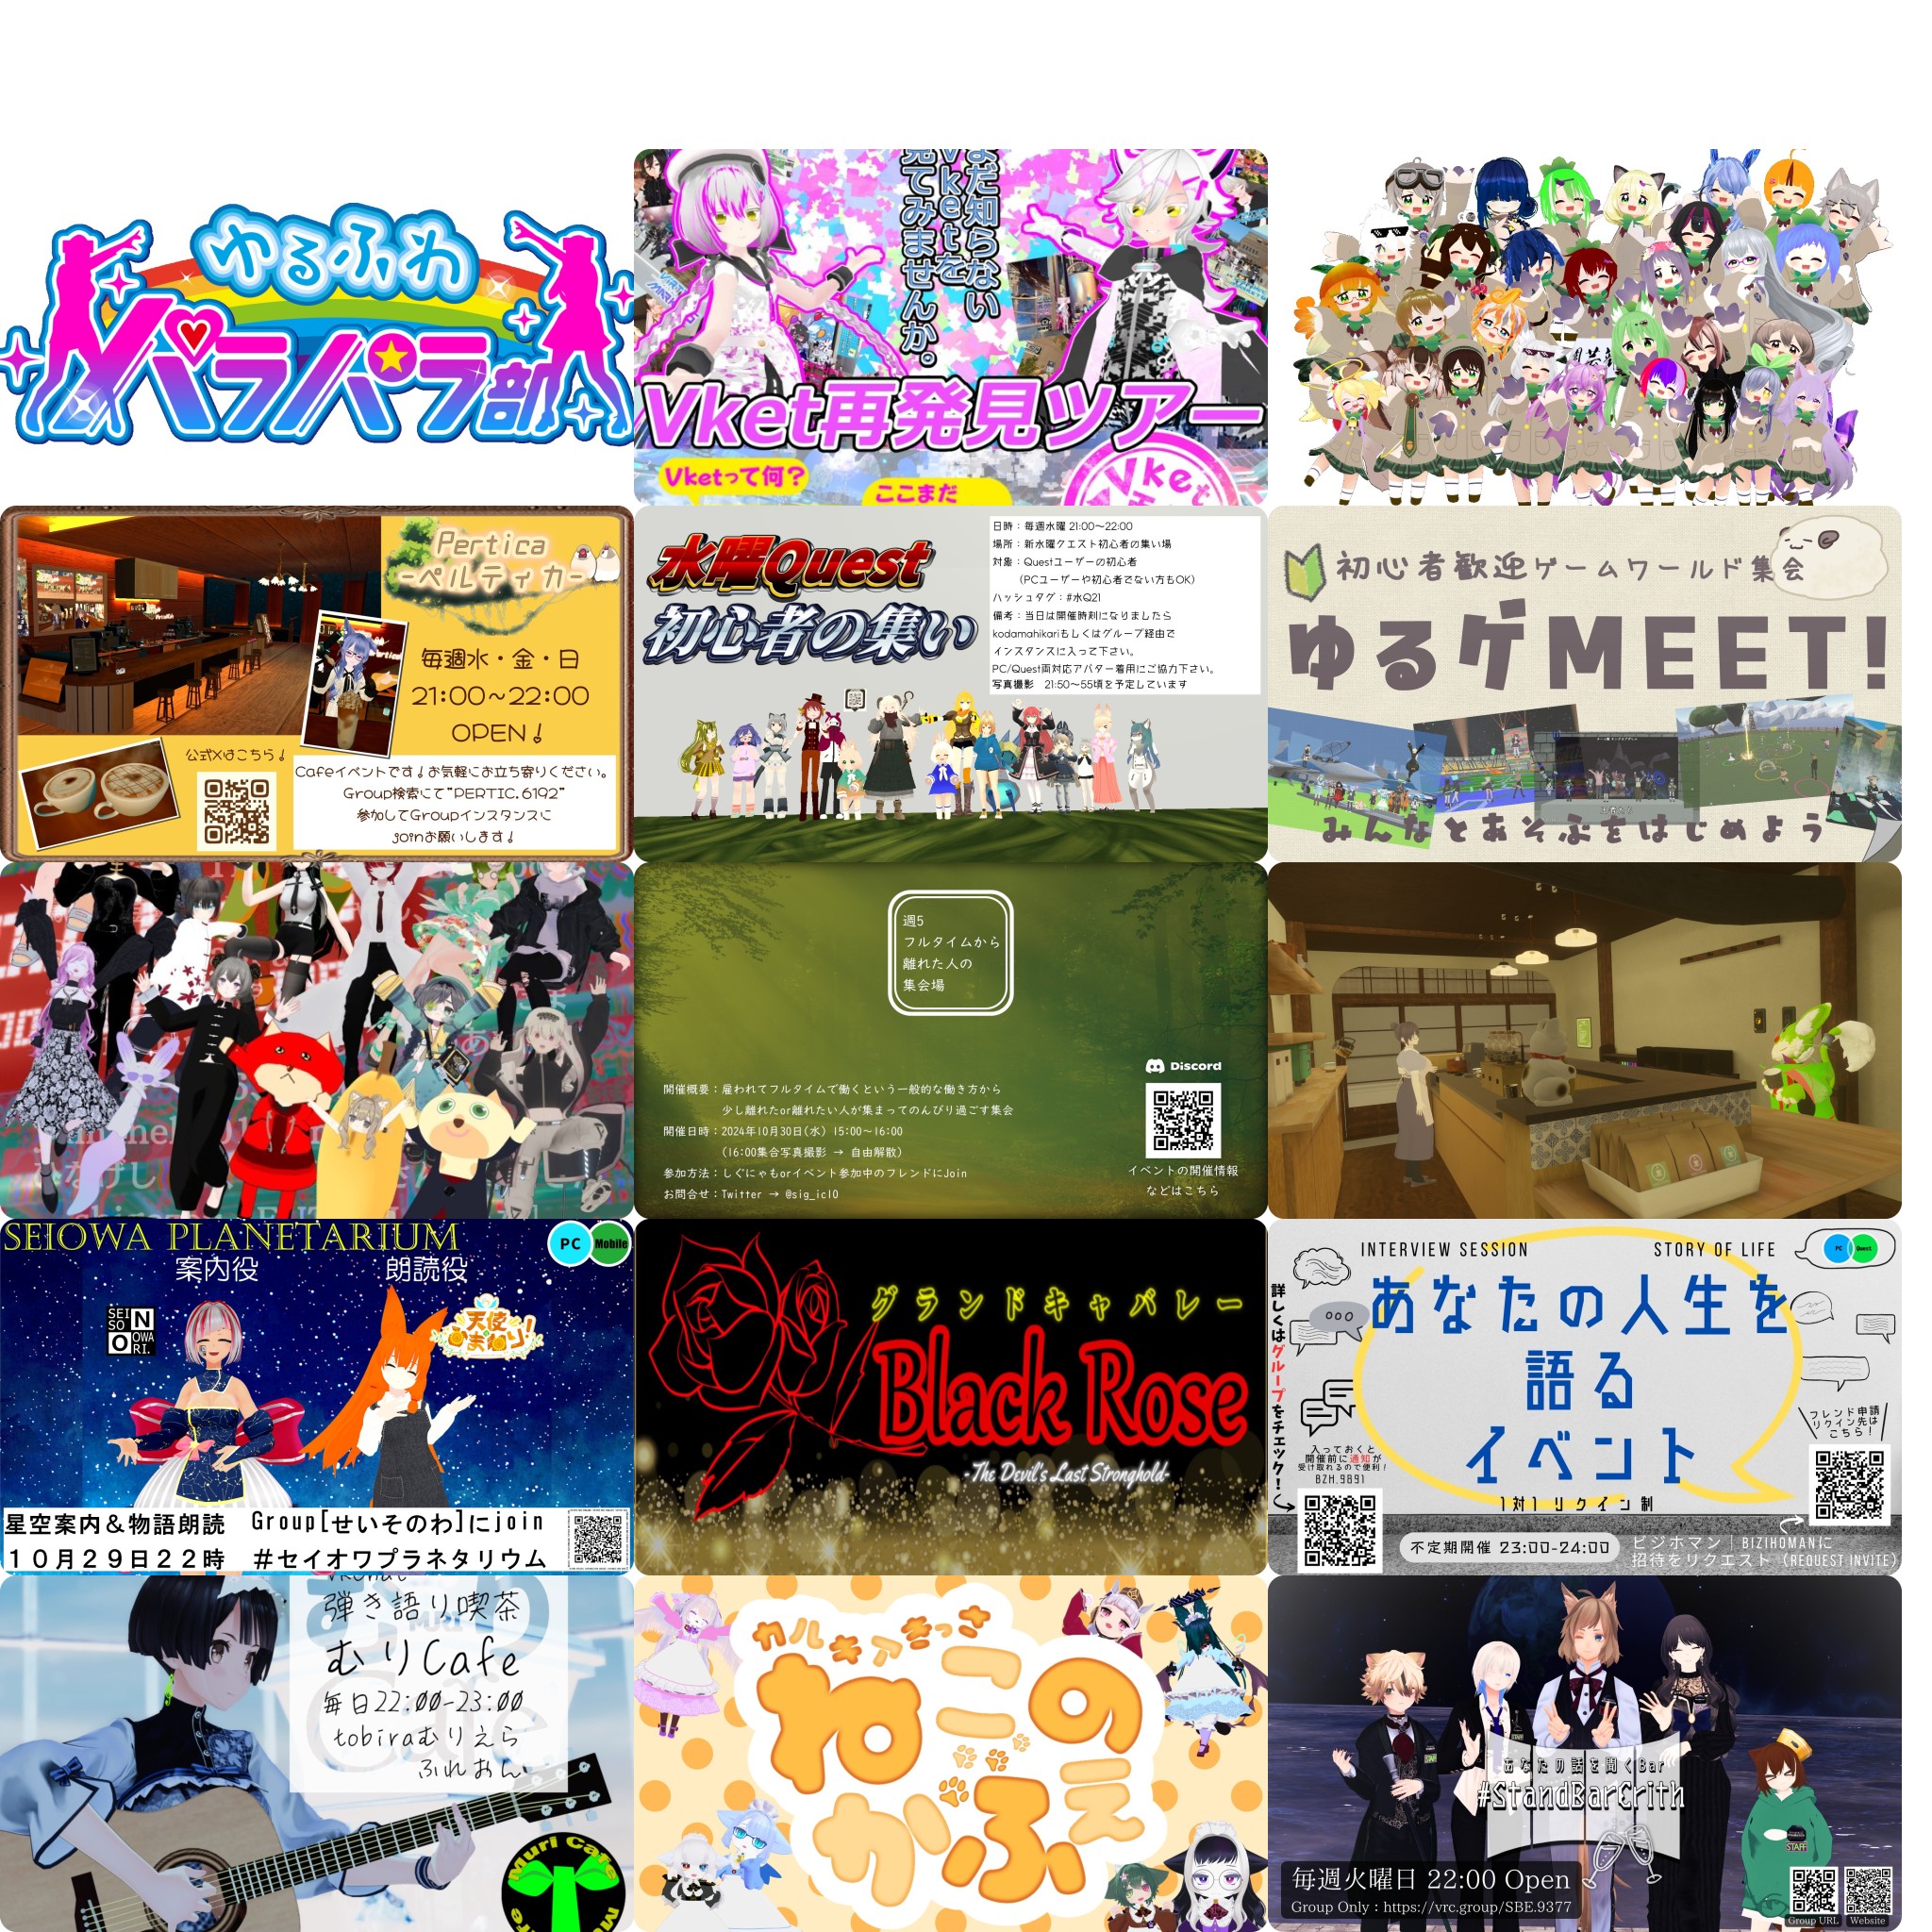 ゆるふわ
パラパラ部
まだ知らない
Vketを
見てみませんか。
Vket再発見ツアー
Vketって何?
ここまだ
Vket
Pertica
-ペルティカ-
毎週水・金・日
21:00~22:00
OPEN!
公式Xはこちら!
Cafeイベントです!お気軽にお立ち寄りください。
Group検索にて"PERTIC.6192"
参加してGroupインスタンスに
joinお願いします!
水曜Quest
初心者の集い
日時:毎週水曜 21:00~22:00
場所:新水曜クエスト初心者の集い場
対象:Questユーザーの初心者
(PCユーザーや初心者でない方もOK)
ハッシュタグ:#水Q21
備考:当日は開催時刻になりましたら
kodamahikariもしくはグループ経由で
インスタンスに入って下さい。
PC/Quest両対応アバター着用にご協力下さい。
写真撮影 21:50~55頃を予定しています
初心者歓迎ゲームワールド集会
ゆるゲMEET!
みんなとあそぶをはじめよう
週5
フルタイムから
離れた人の
集会場
開催概要:雇われてフルタイムで働くという一般的な働き方から
少し離れたor離れたい人が集まってのんびり過ごす集会
開催日時:2024年10月30日(水) 15:00~16:00
(16:00集合写真撮影 → 自由解散)
参加方法:しぐにゃもorイベント参加中のフレンドにJoin
お問合せ:Twitter → @sig_ic10
Discord
イベントの開催情報
などはこちら
SEIOWA PLANETARIUM
PC Mobile
案内役 朗読役
SEI N
SO OWA
O RI.
天使
ひまわり!
星空案内&物語朗読 Group[せいそのわ]にjoin
10月29日22時 #セイオワプラネタリウム
グランドキャバレー
Black Rose
-The Devil's Last Stronghold-
INTERVIEW SESSION STORY OF LIFE
PC Quest
あなたの人生を
語る
イベント
1対1 リクイン制
詳しくはグループをチェック!
入っておくと
開催前に通知が
受け取れるので便利!
BZH.9891
フレンド申請
リクイン先は
こちら!
不定期開催 23:00-24:00
ビジホマン|BIZIHOMANに
招待をリクエスト (REQUEST INVITE)
VRChat
弾き語り喫茶
むりCafe
毎日22:00-23:00
tobiraむりえら
ふれおん
Muri Cafe
カルキアきっさ
ねこのかふぇ
あなたの話を聞くBar
#StandBarCrith
毎週火曜日 22:00 Open
Group Only : https://vrc.group/SBE.9377
STAFF
Group URL Website